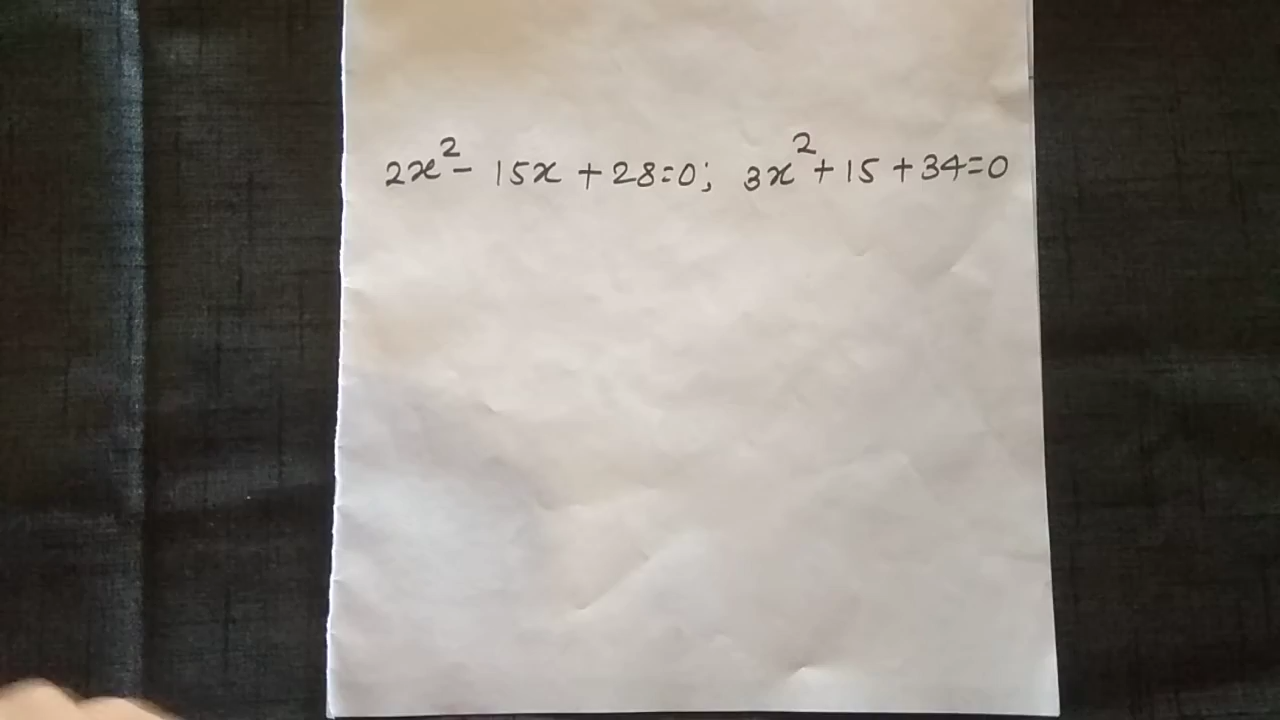 2x² - 15x + 28=0; 3x² + 15 + 34=0